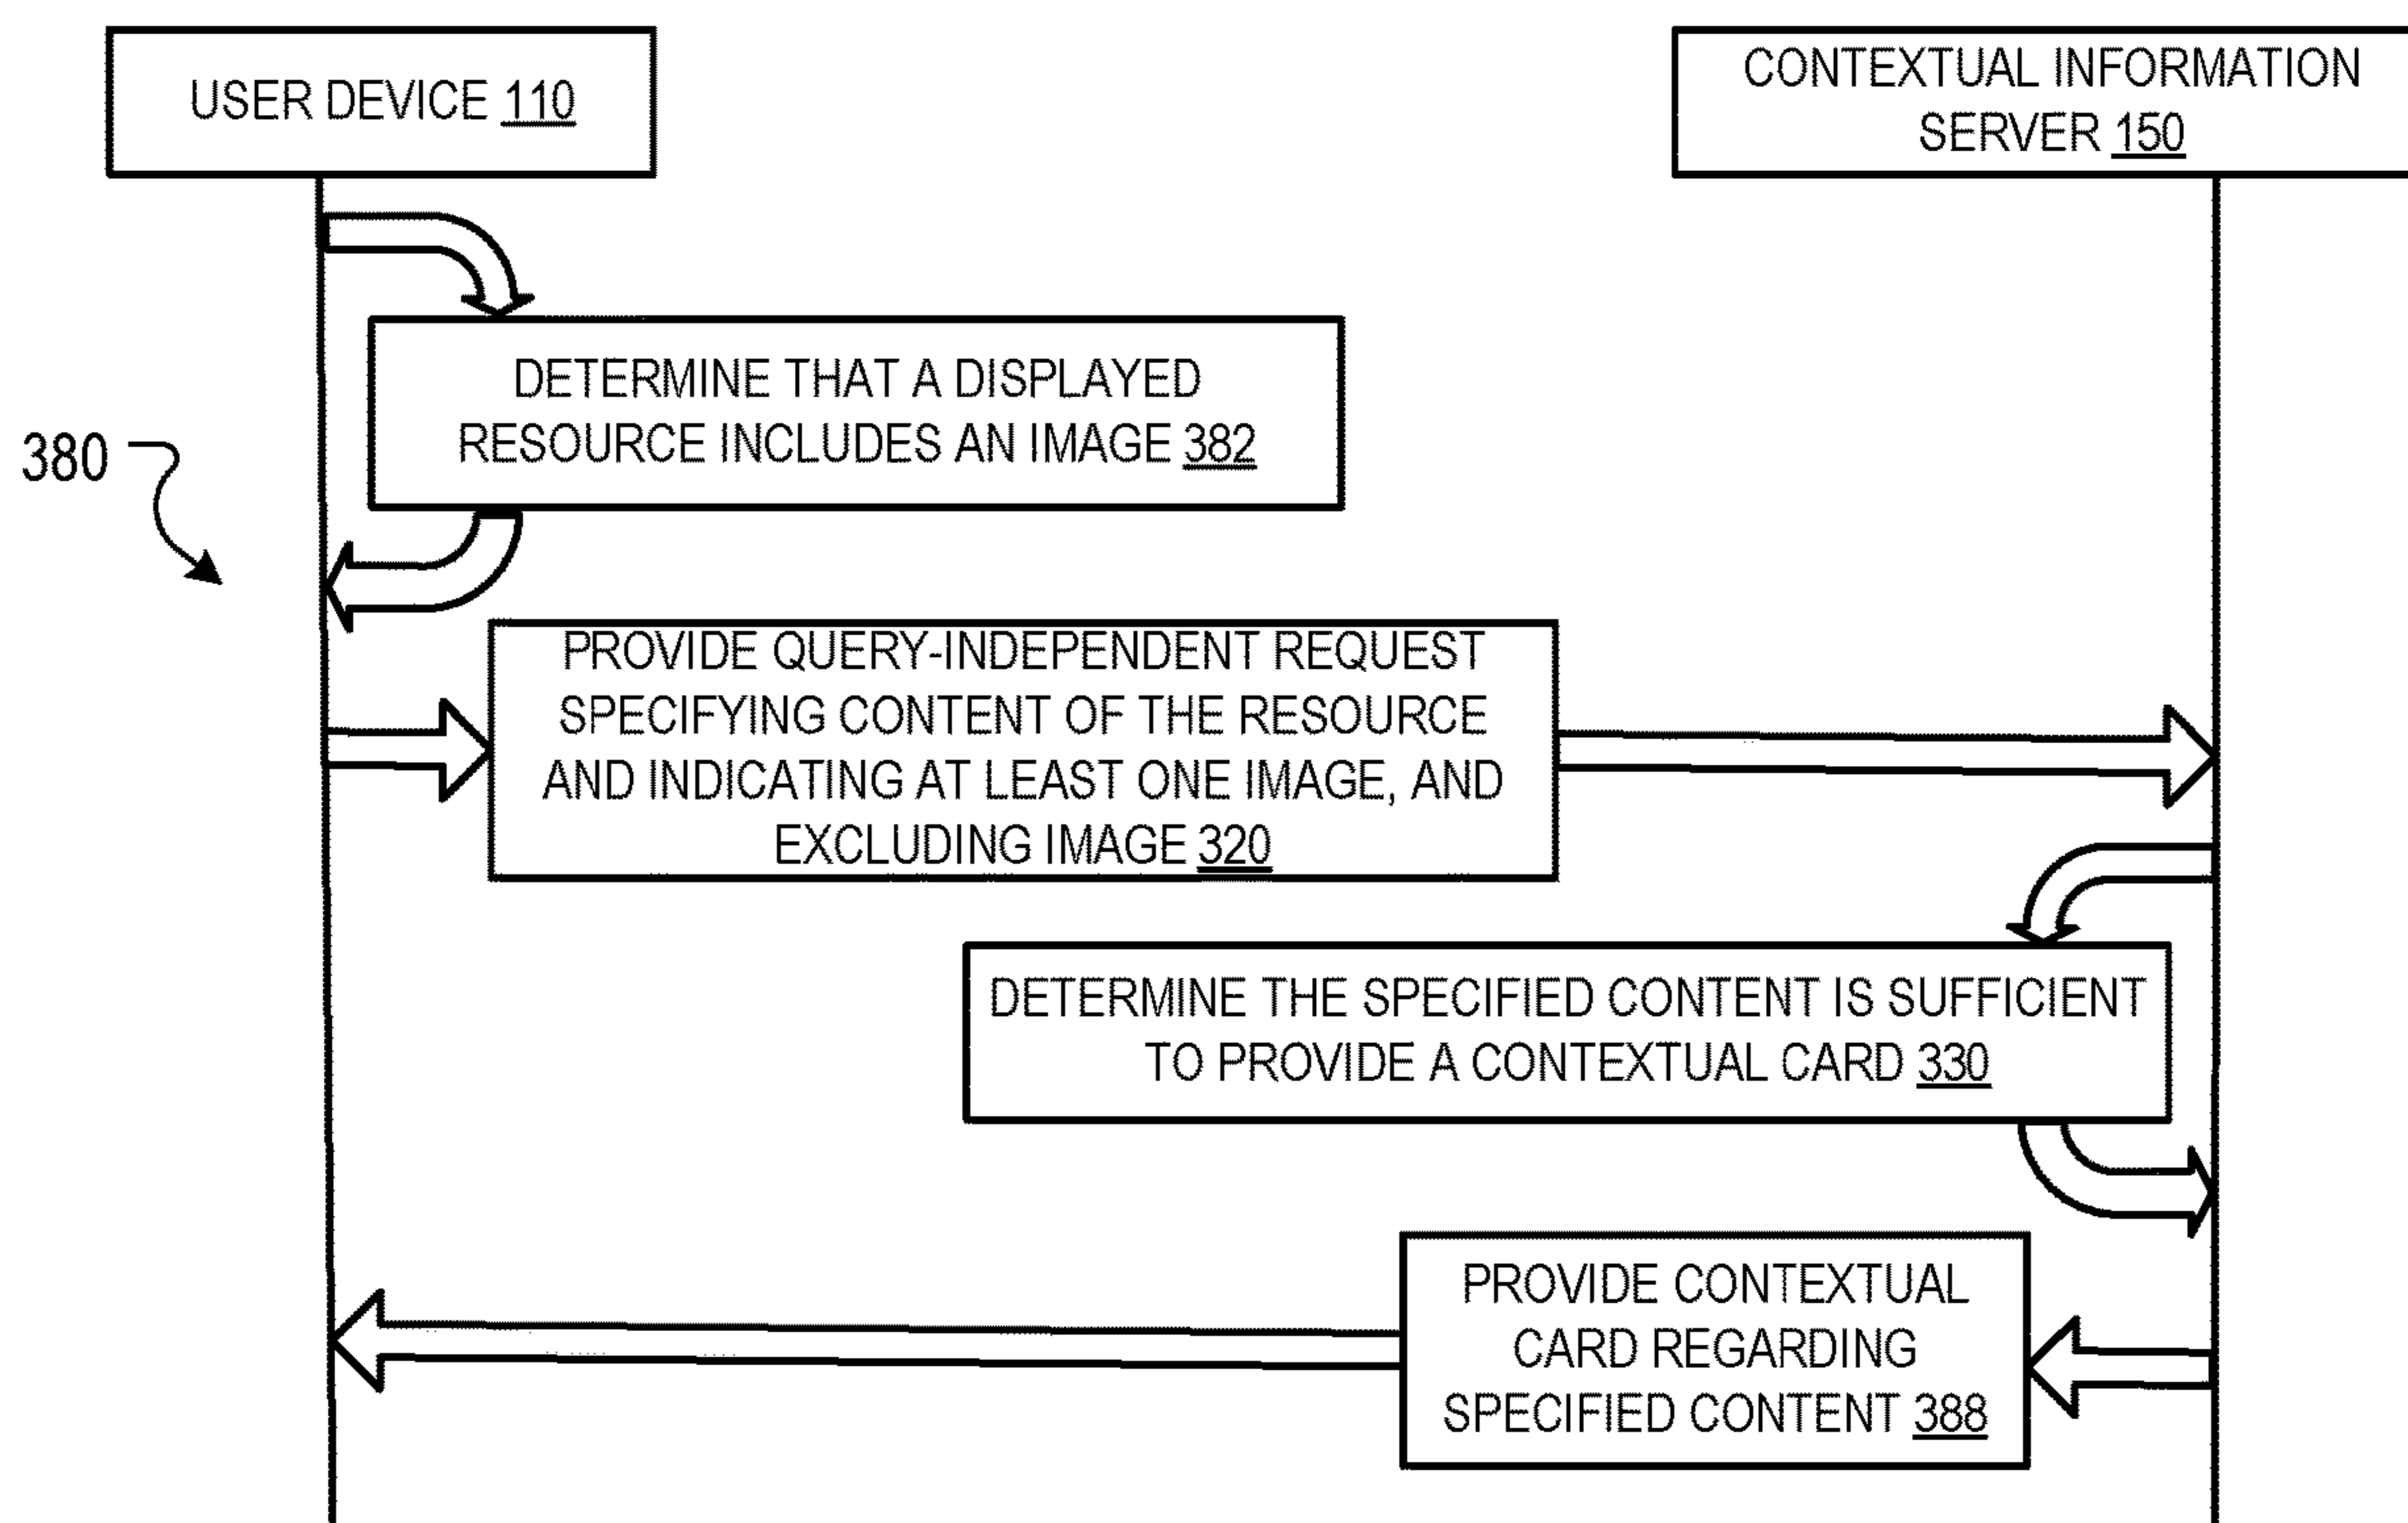 USER DEVICE 110
CONTEXTUAL INFORMATION
SERVER 150
DETERMINE THAT A DISPLAYED
RESOURCE INCLUDES AN IMAGE 382
380
PROVIDE QUERY-INDEPENDENT REQUEST
SPECIFYING CONTENT OF THE RESOURCE
AND INDICATING AT LEAST ONE IMAGE, AND
EXCLUDING IMAGE 320
DETERMINE THE SPECIFIED CONTENT IS SUFFICIENT
TO PROVIDE A CONTEXTUAL CARD 330
PROVIDE CONTEXTUAL
CARD REGARDING
SPECIFIED CONTENT 388